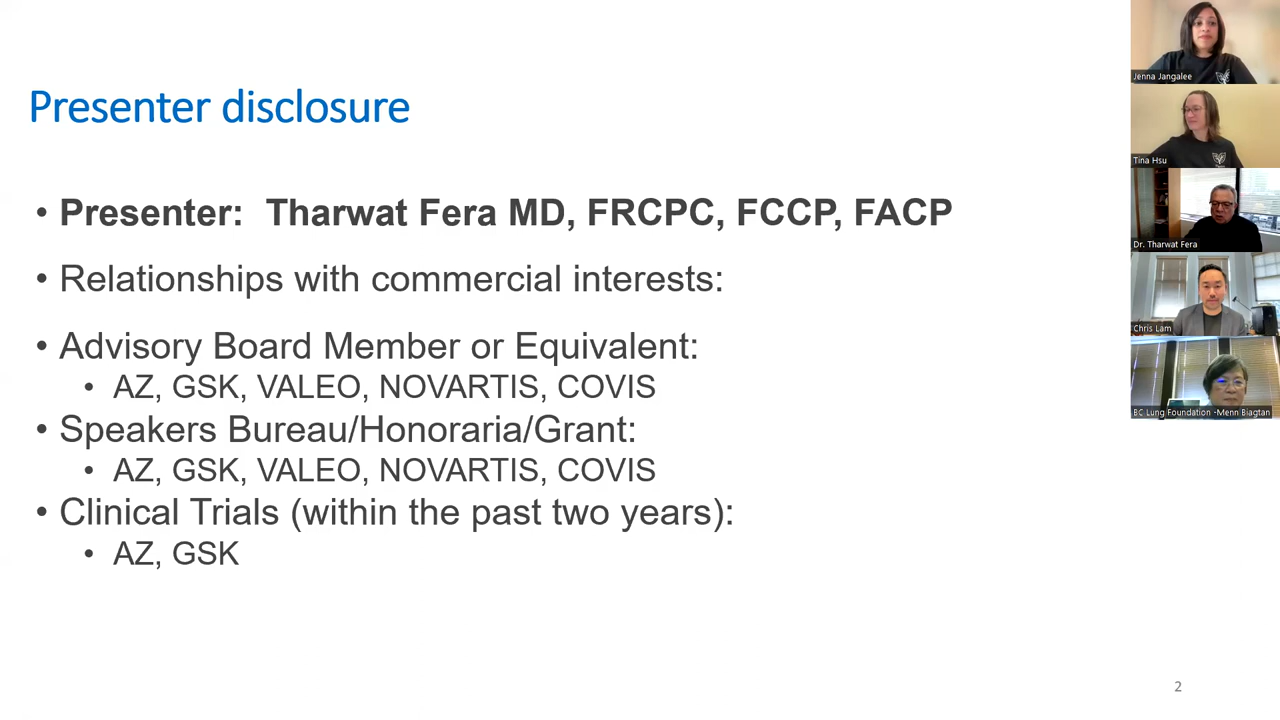 Presenter disclosure
• Presenter: Tharwat Fera MD, FRCPC, FCCP, FACP
• Relationships with commercial interests:
• Advisory Board Member or Equivalent:
• AZ, GSK, VALEO, NOVARTIS, COVIS
• Speakers Bureau/Honoraria/Grant:
• AZ, GSK, VALEO, NOVARTIS, COVIS
• Clinical Trials (within the past two years):
• AZ, GSK
2
Jenna Jangalee
Tina Hsu
Dr. Tharwat Fera
Chris Lam
BC Lung Foundation -Menn Biagtan